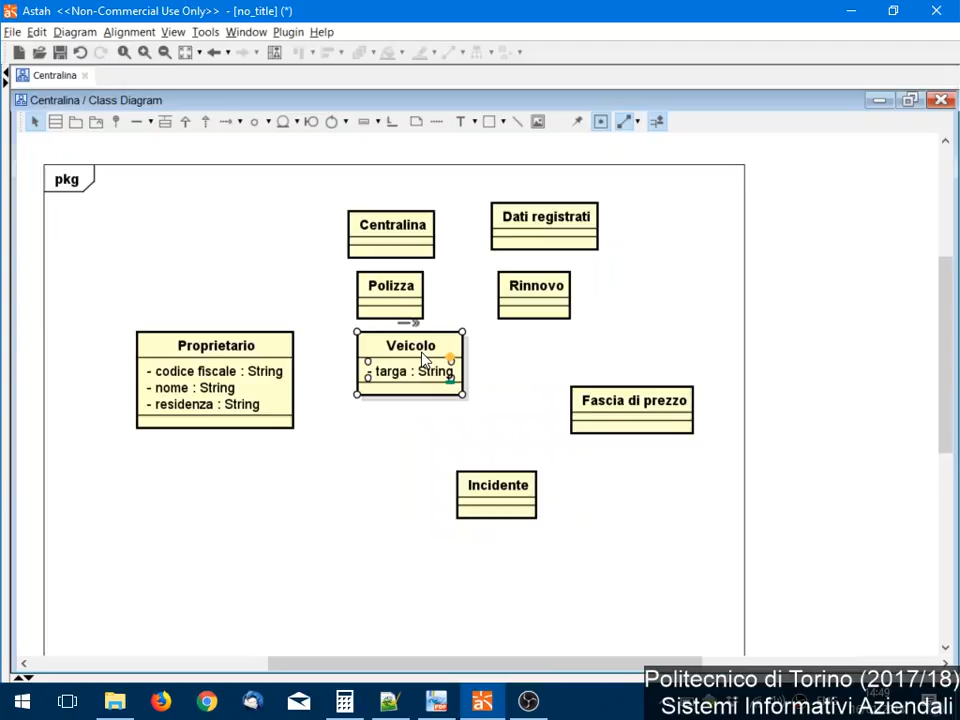 Astah <<Non-Commercial Use Only>> - [no_title] (*)
File Edit Diagram Alignment View Tools Window Plugin Help
Centralina
Centralina / Class Diagram
T
pkg
Centralina
Dati registrati
Polizza
Rinnovo
Proprietario
- codice fiscale : String
- nome : String
- residenza : String
Veicolo
- targa : String
Fascia di prezzo
Incidente
Politecnico di Torino (2017/18)
14:49
Sistemi Informativi Aziendali